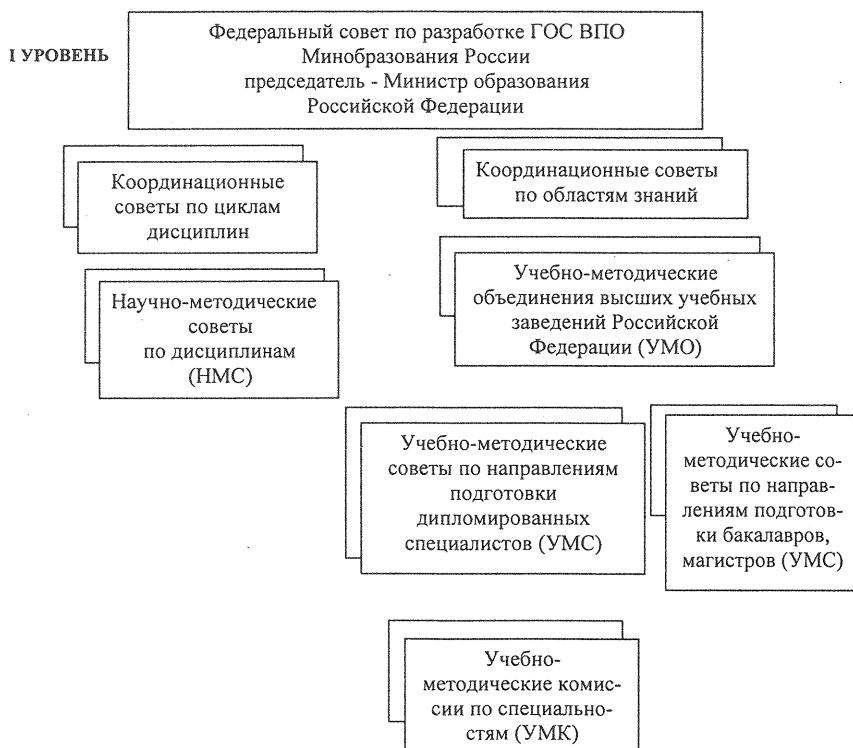 I УРОВЕНЬ
Федеральный совет по разработке ГОС ВПО
Минобразования России
председатель - Министр образования
Российской Федерации
Координационные
советы по циклам
дисциплин
Координационные советы
по областям знаний
Научно-методические
советы
по дисциплинам
(НМС)
Учебно-методические
объединения высших учебных
заведений Российской
Федерации (УМО)
Учебно-методические
советы по направлениям
подготовки
дипломированных
специалистов (УМС)
Учебно-
методические со-
веты по направ-
лениям подготов-
ки бакалавров,
магистров (УМС)
Учебно-
методические комис-
сии по специально-
стям (УМК)